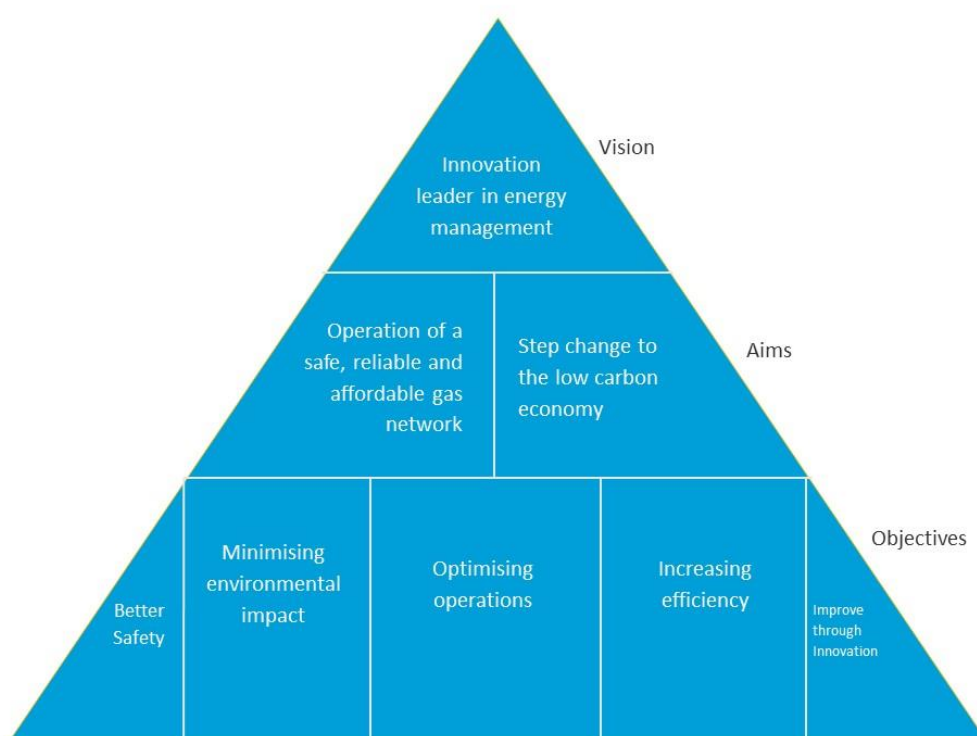 Vision
Innovation
leader in energy
management
Aims
Operation of a
safe, reliable and
affordable gas
network
Step change to
the low carbon
economy
Objectives
Better
Safety
Minimising
environmental
impact
Optimising
operations
Increasing
efficiency
Improve
through
Innovation